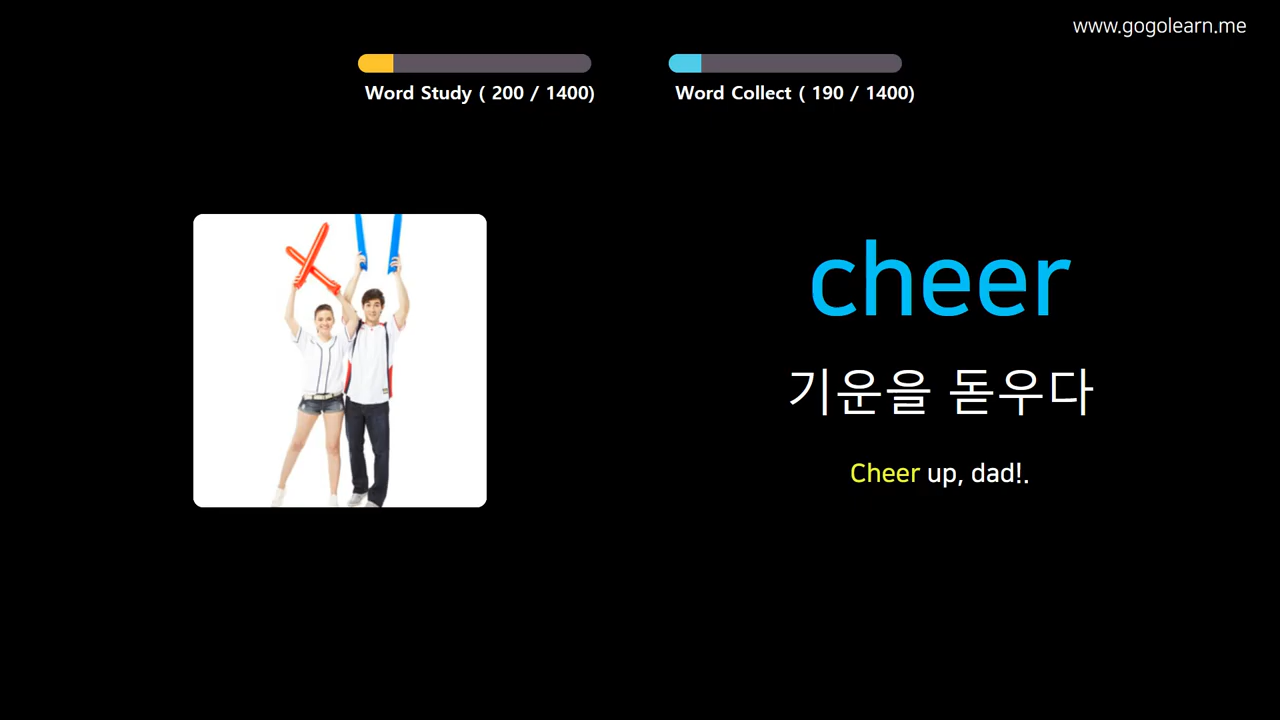 www.gogolearn.me
Word Study ( 200 / 1400)
Word Collect ( 190 / 1400)
cheer
기운을 돋우다
Cheer up, dad!.